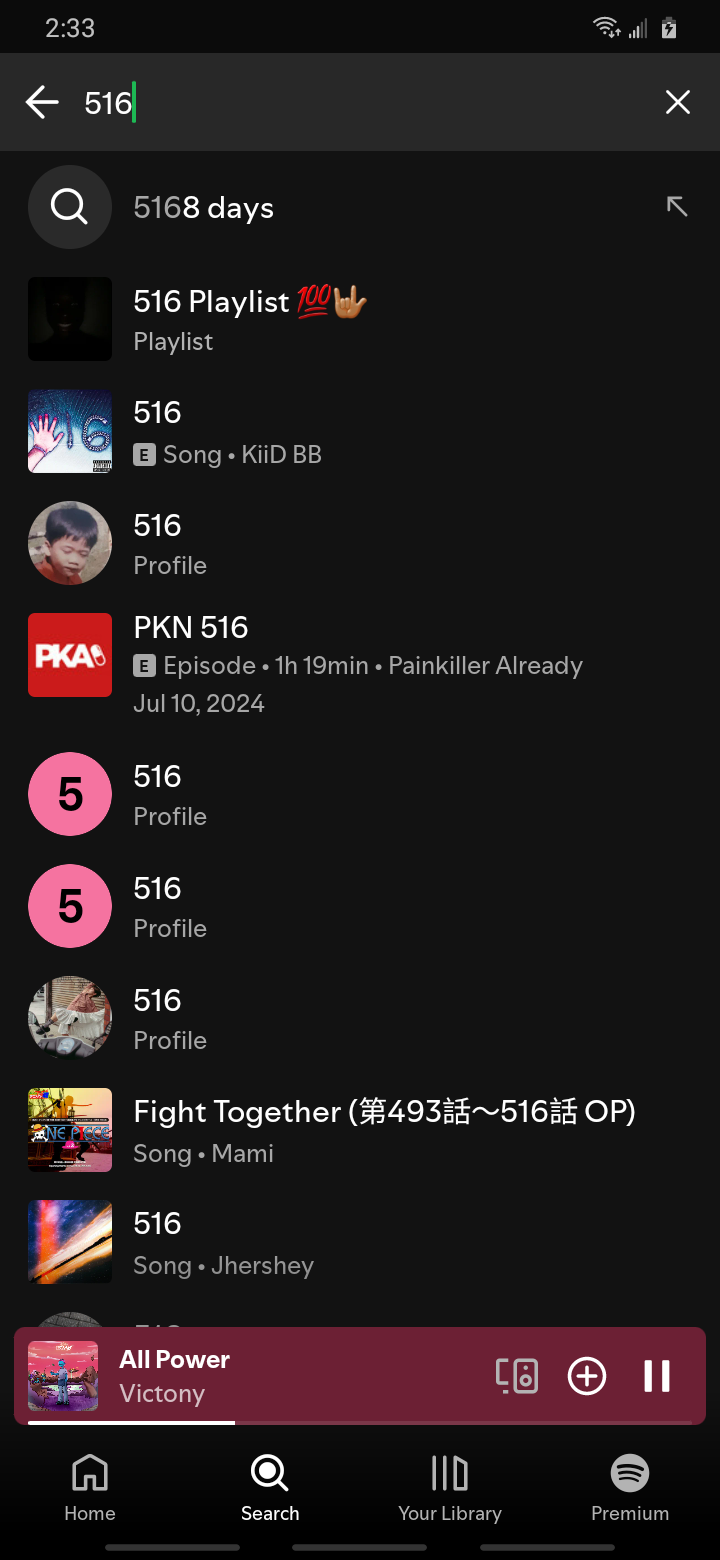 2:33
516
5168 days
516 Playlist 💯🤟🏽
Playlist
516
E Song • KiiD BB
516
Profile
PKA
PKN 516
E Episode • 1h 19min • Painkiller Already
Jul 10, 2024
5
516
Profile
5
516
Profile
516
Profile
ONE PIECE
Fight Together (第493話〜516話 OP)
Song • Mami
516
Song • Jhershey
All Power
Victony
Home
Search
Your Library
Premium